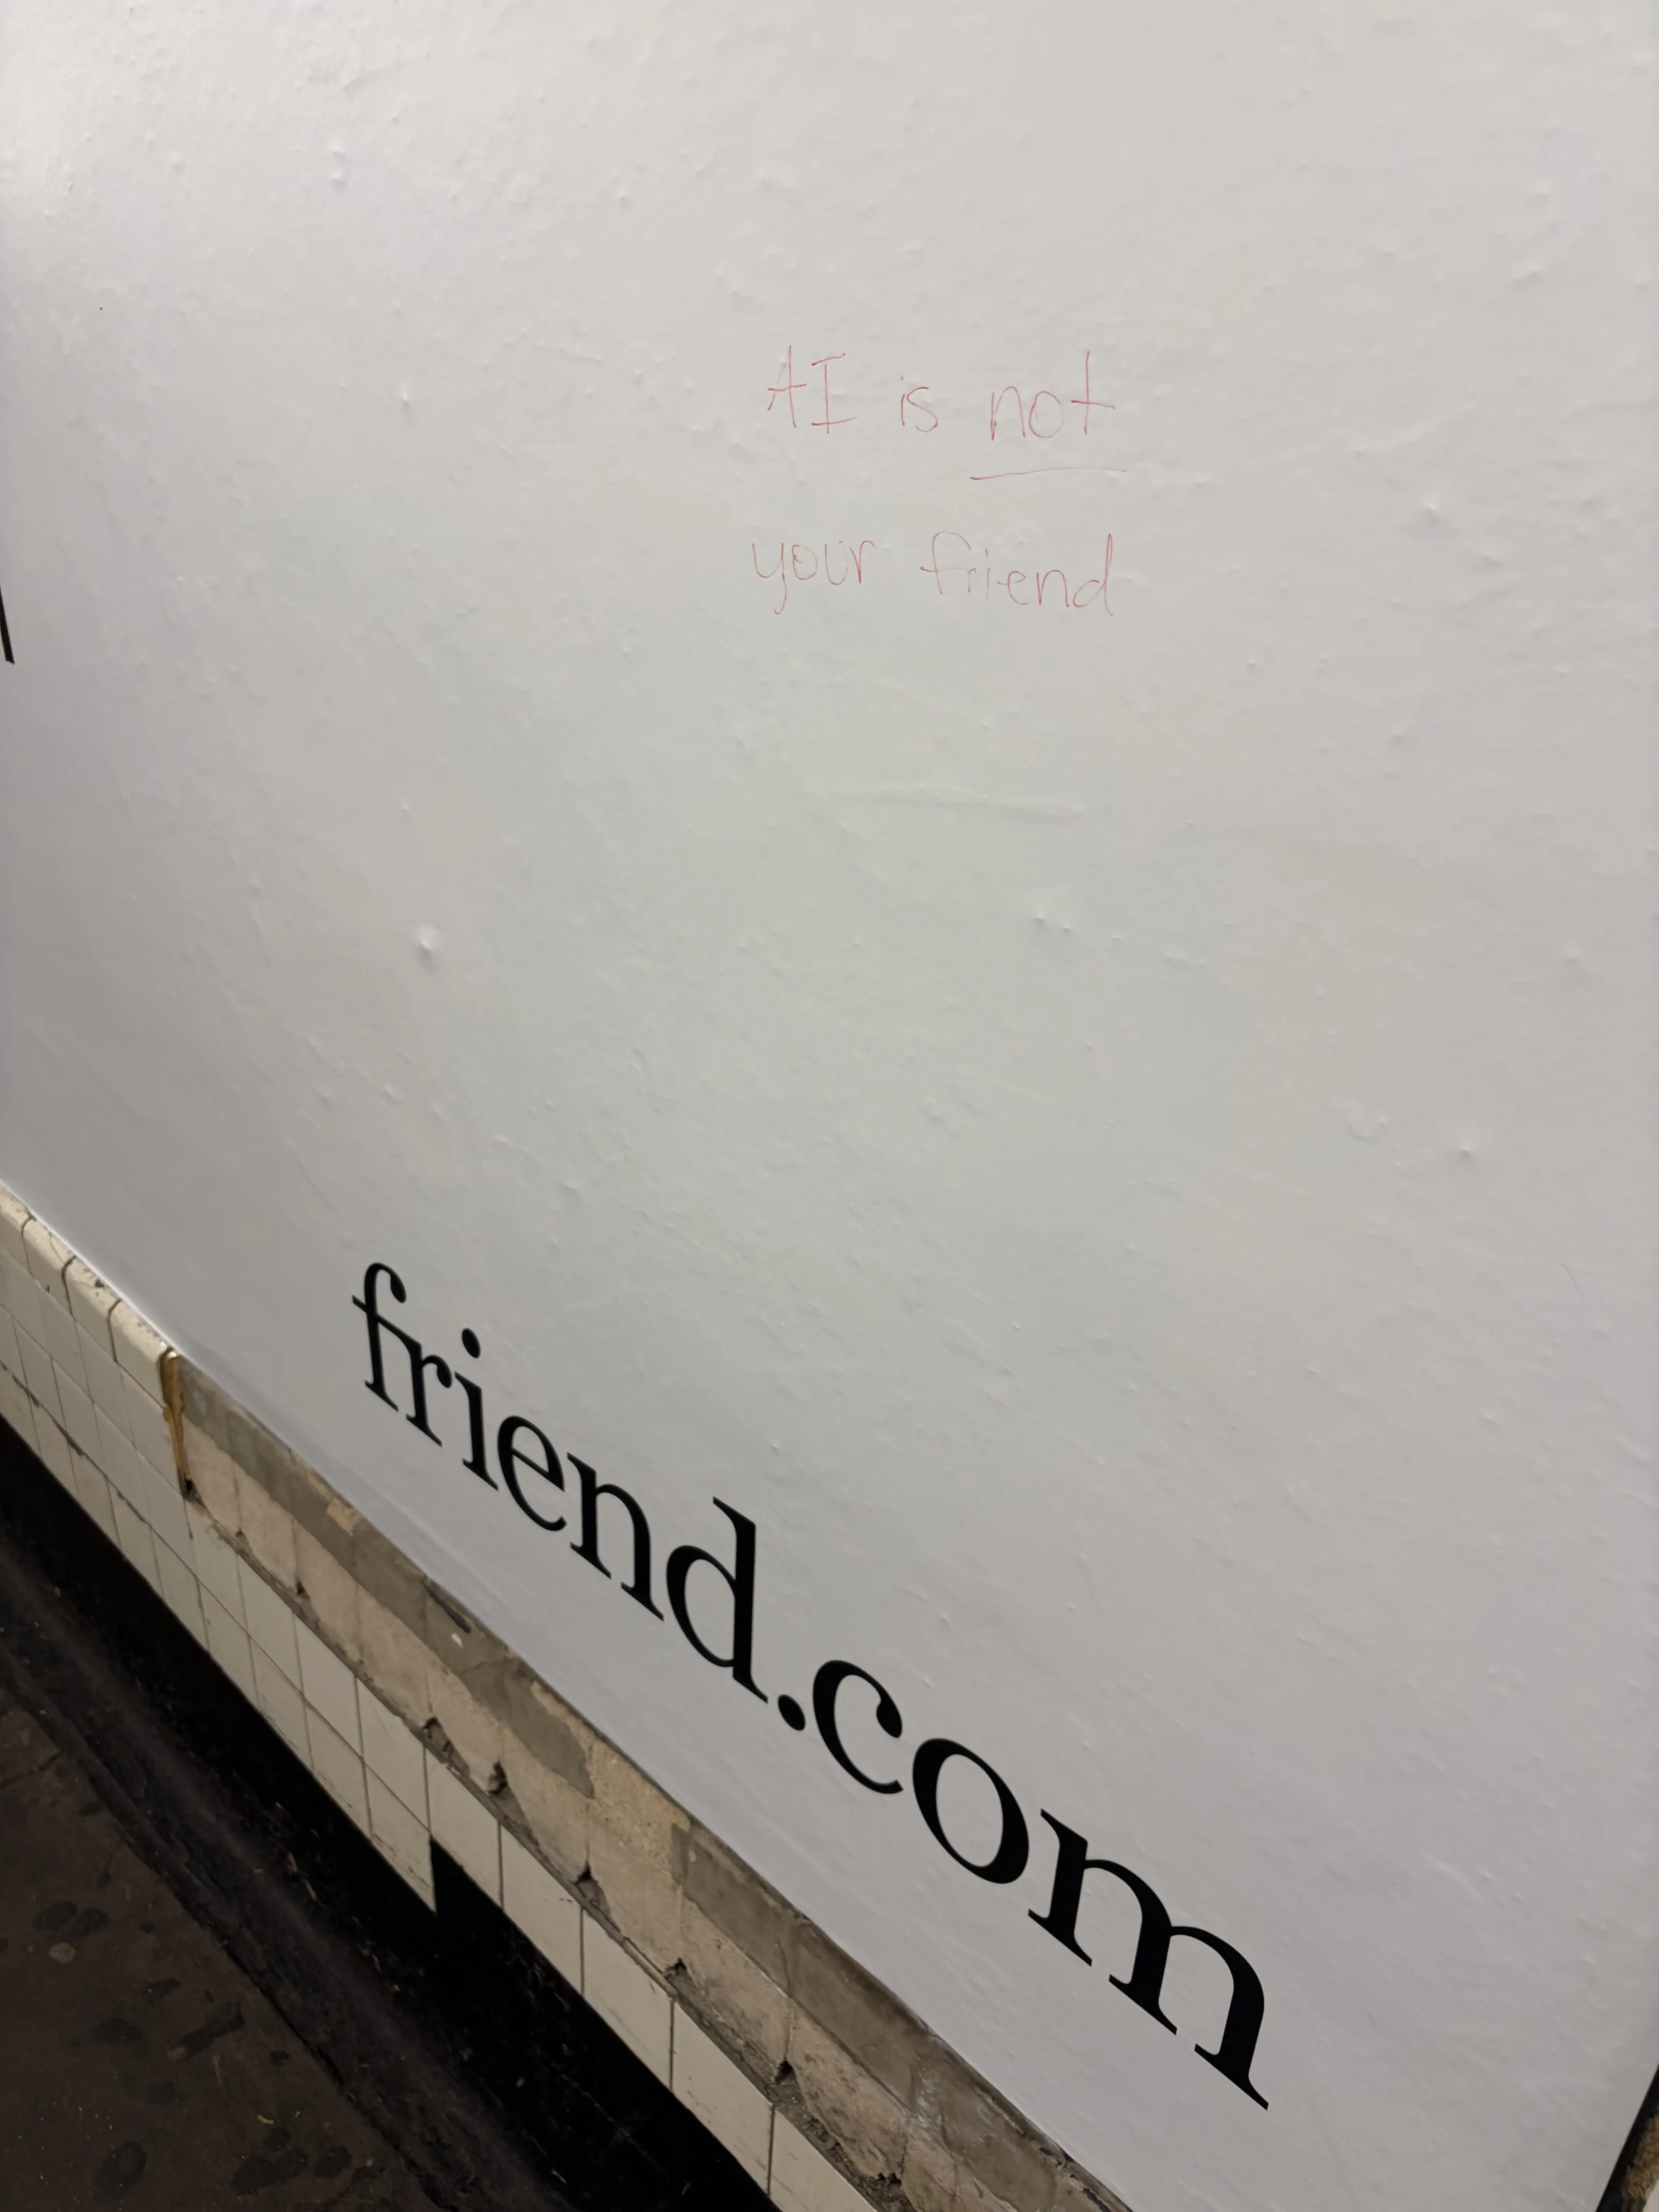 AI is not
your friend
friend.com